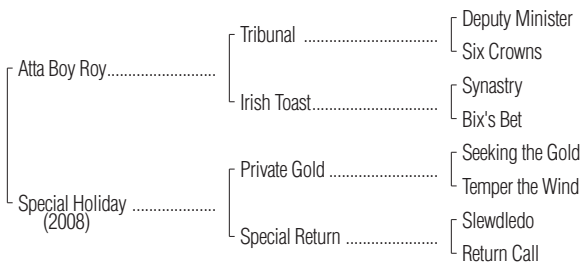 Deputy Minister
Tribunal ................................
Six Crowns
Atta Boy Roy..........................
Synastry
Irish Toast..............................
Bix's Bet
Seeking the Gold
Private Gold ..........................
Temper the Wind
Special Holiday ....................
(2008)
Slewdledo
Special Return ......................
Return Call